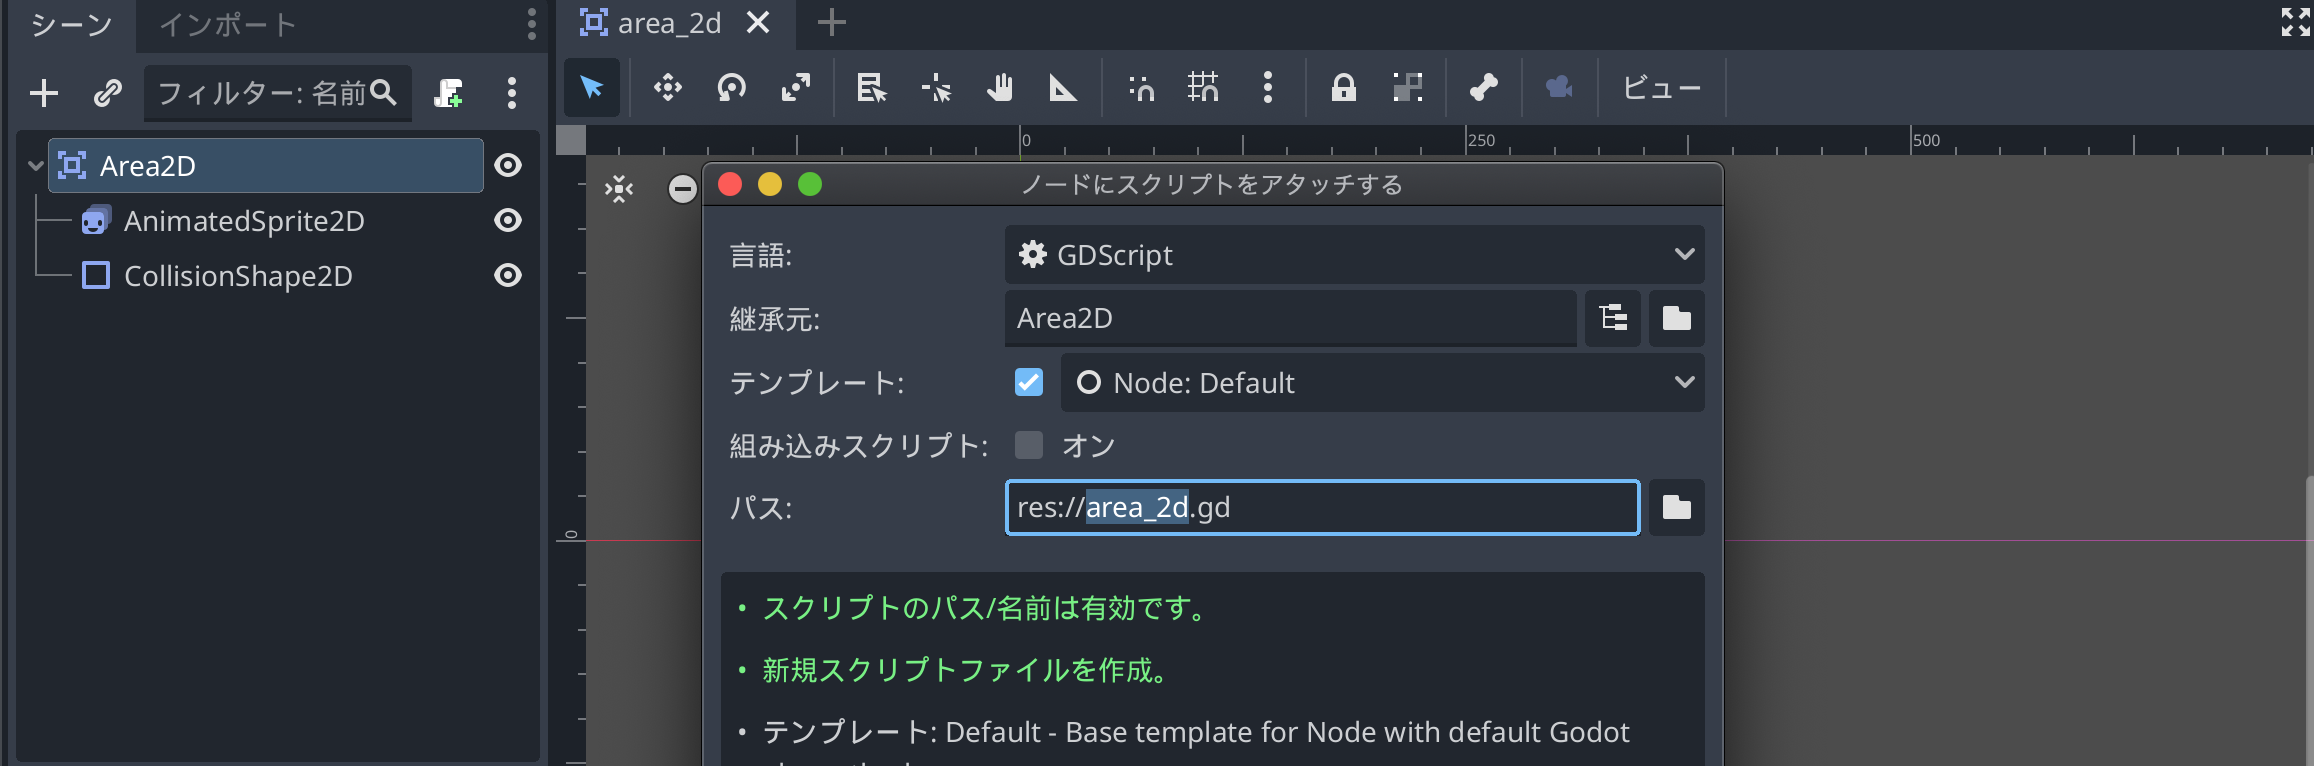 シーン
インポート
フィルター: 名前
Area2D
AnimatedSprite2D
CollisionShape2D
area_2d
ビュー
0
250
500
0
ノードにスクリプトをアタッチする
言語:
GDScript
継承元:
Area2D
テンプレート:
Node: Default
組み込みスクリプト:
オン
パス:
res://area_2d.gd
• スクリプトのパス/名前は有効です。
• 新規スクリプトファイルを作成。
• テンプレート: Default - Base template for Node with default Godot